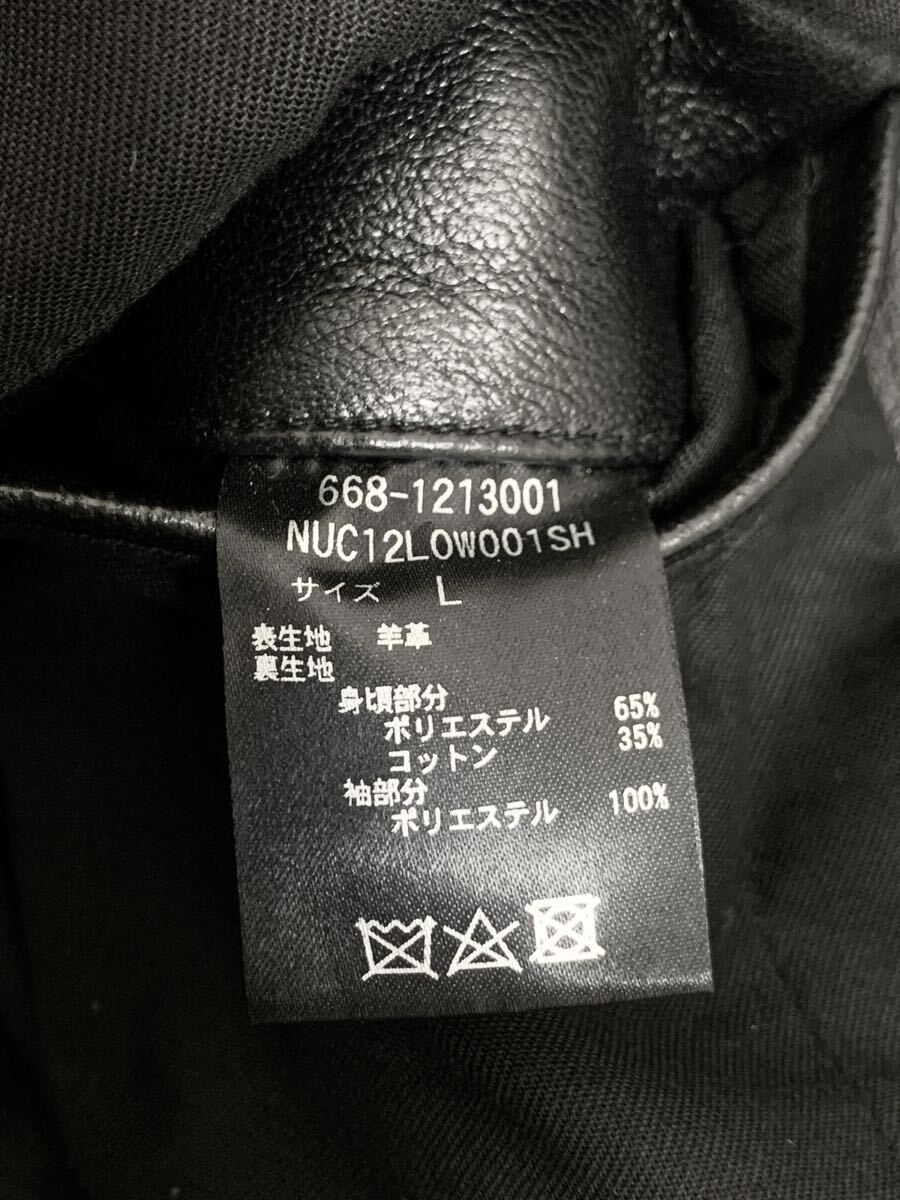 668-1213001
NUC12LOW001SH
サイズ L
表生地 羊革
裏生地
身頃部分
ポリエステル 65%
コットン 35%
袖部分
ポリエステル 100%